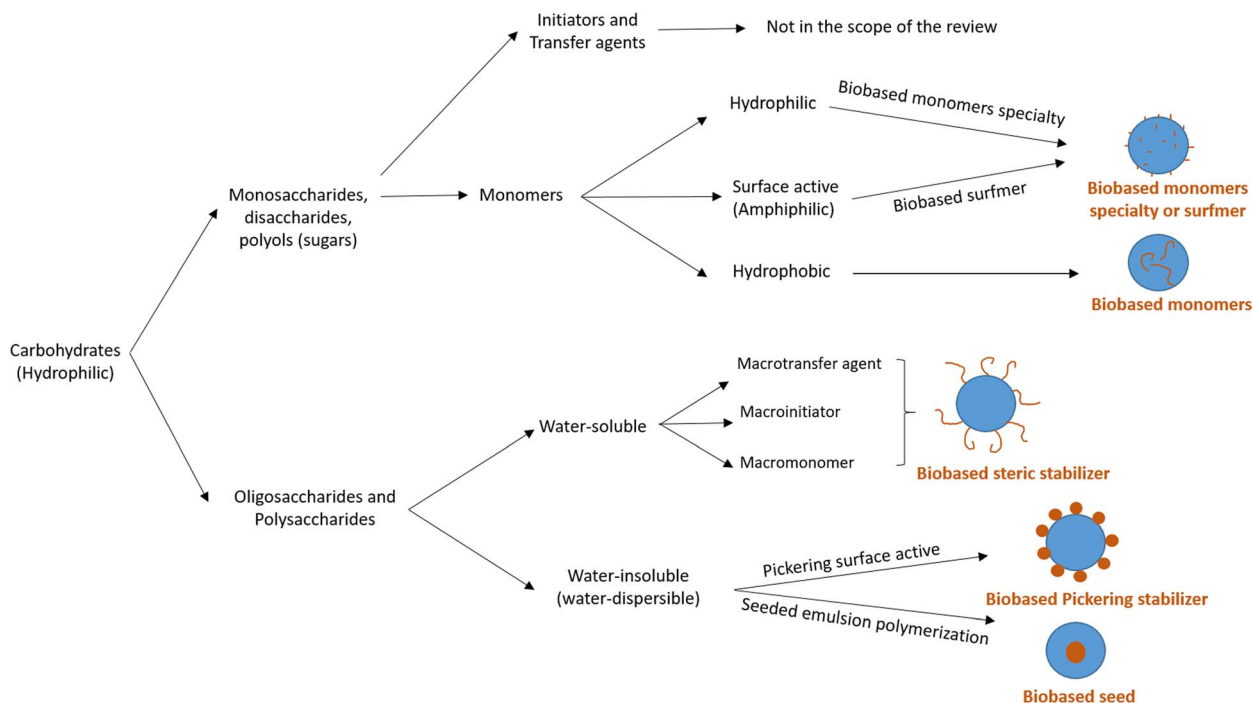 Initiators and
Transfer agents
Not in the scope of the review
Hydrophilic
Biobased monomers specialty
Monosaccharides,
disaccharides,
polyols (sugars)
Monomers
Surface active
(Amphiphilic)
Biobased surfmer
Biobased monomers
specialty or surfmer
Hydrophobic
Biobased monomers
Carbohydrates
(Hydrophilic)
Macrotransfer agent
Water-soluble
Macroinitiator
Macromonomer
Biobased steric stabilizer
Oligosaccharides and
Polysaccharides
Water-insoluble
(water-dispersible)
Pickering surface active
Biobased Pickering stabilizer
Seeded emulsion polymerization
Biobased seed